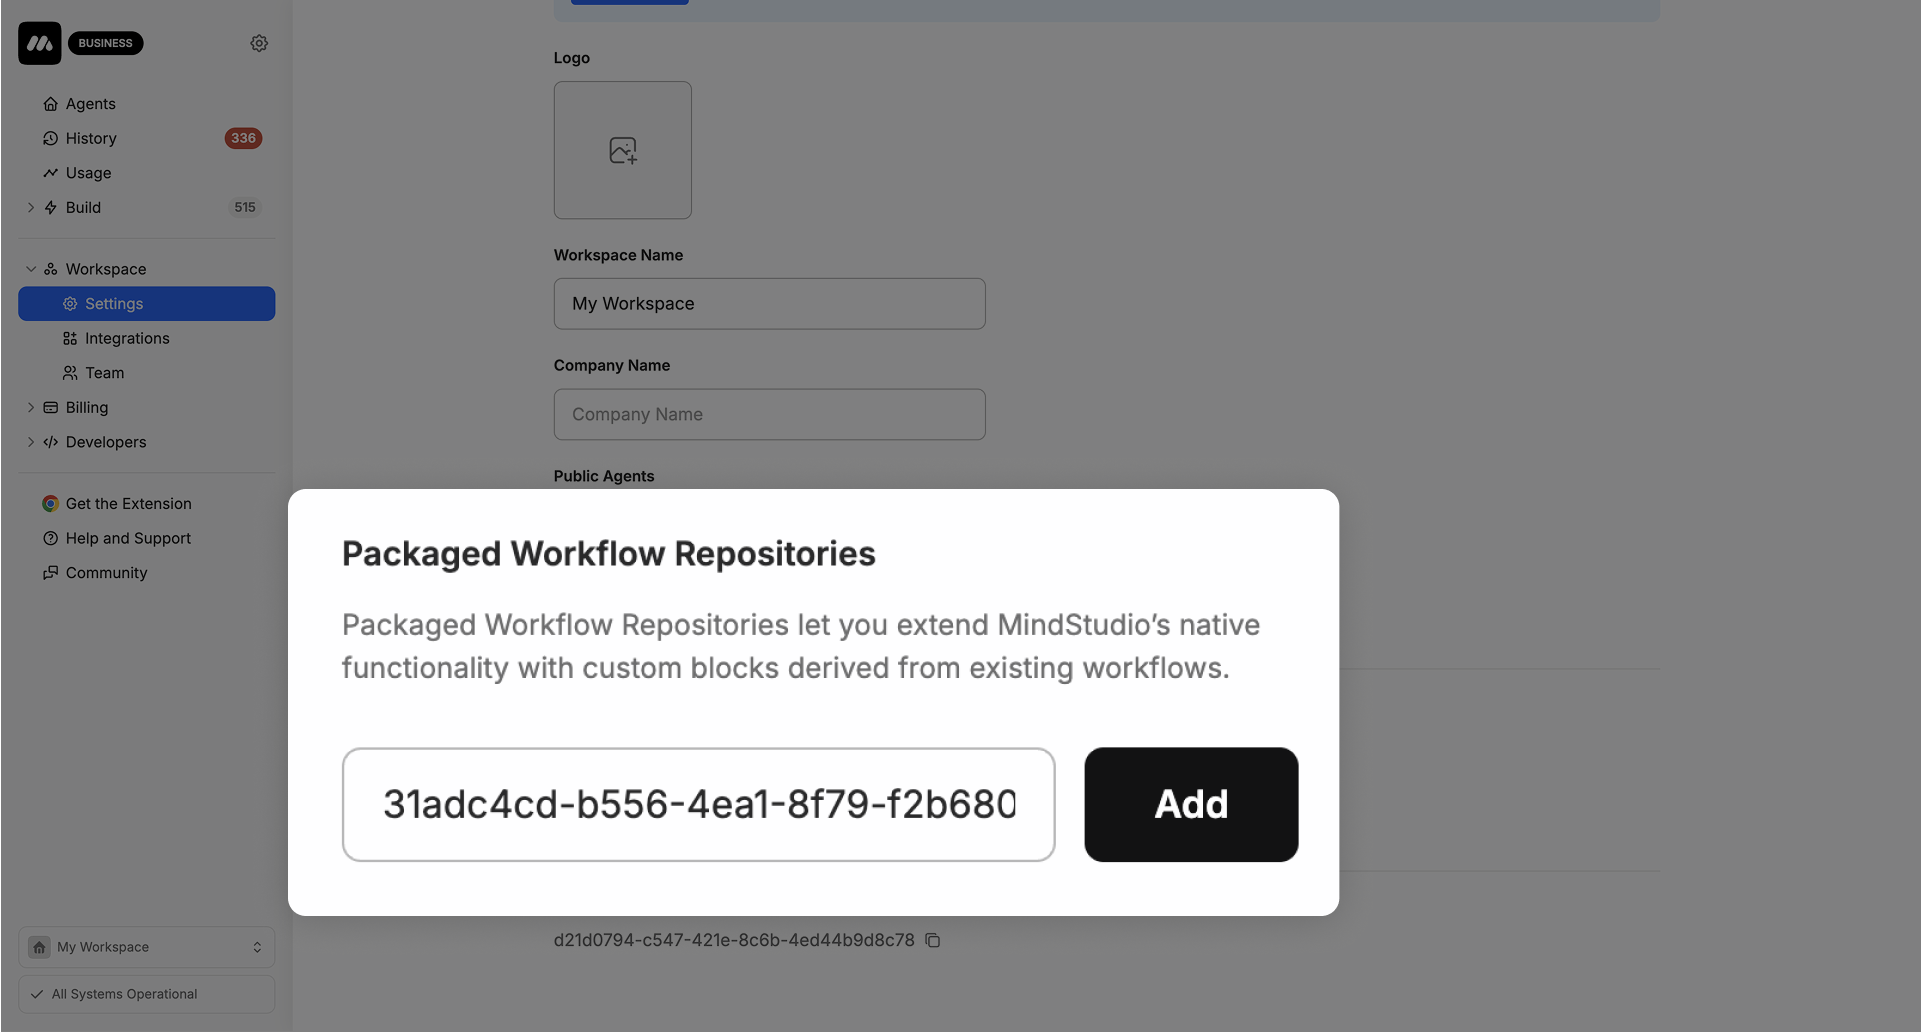 BUSINESS
Agents
History 336
Usage
Build 515
Workspace
Settings
Integrations
Team
Billing
Developers
Get the Extension
Help and Support
Community
My Workspace
All Systems Operational
Logo
Workspace Name
My Workspace
Company Name
Company Name
Public Agents
Packaged Workflow Repositories
Packaged Workflow Repositories let you extend MindStudio’s native
functionality with custom blocks derived from existing workflows.
31adc4cd-b556-4ea1-8f79-f2b680
Add
d21d0794-c547-421e-8c6b-4ed44b9d8c78